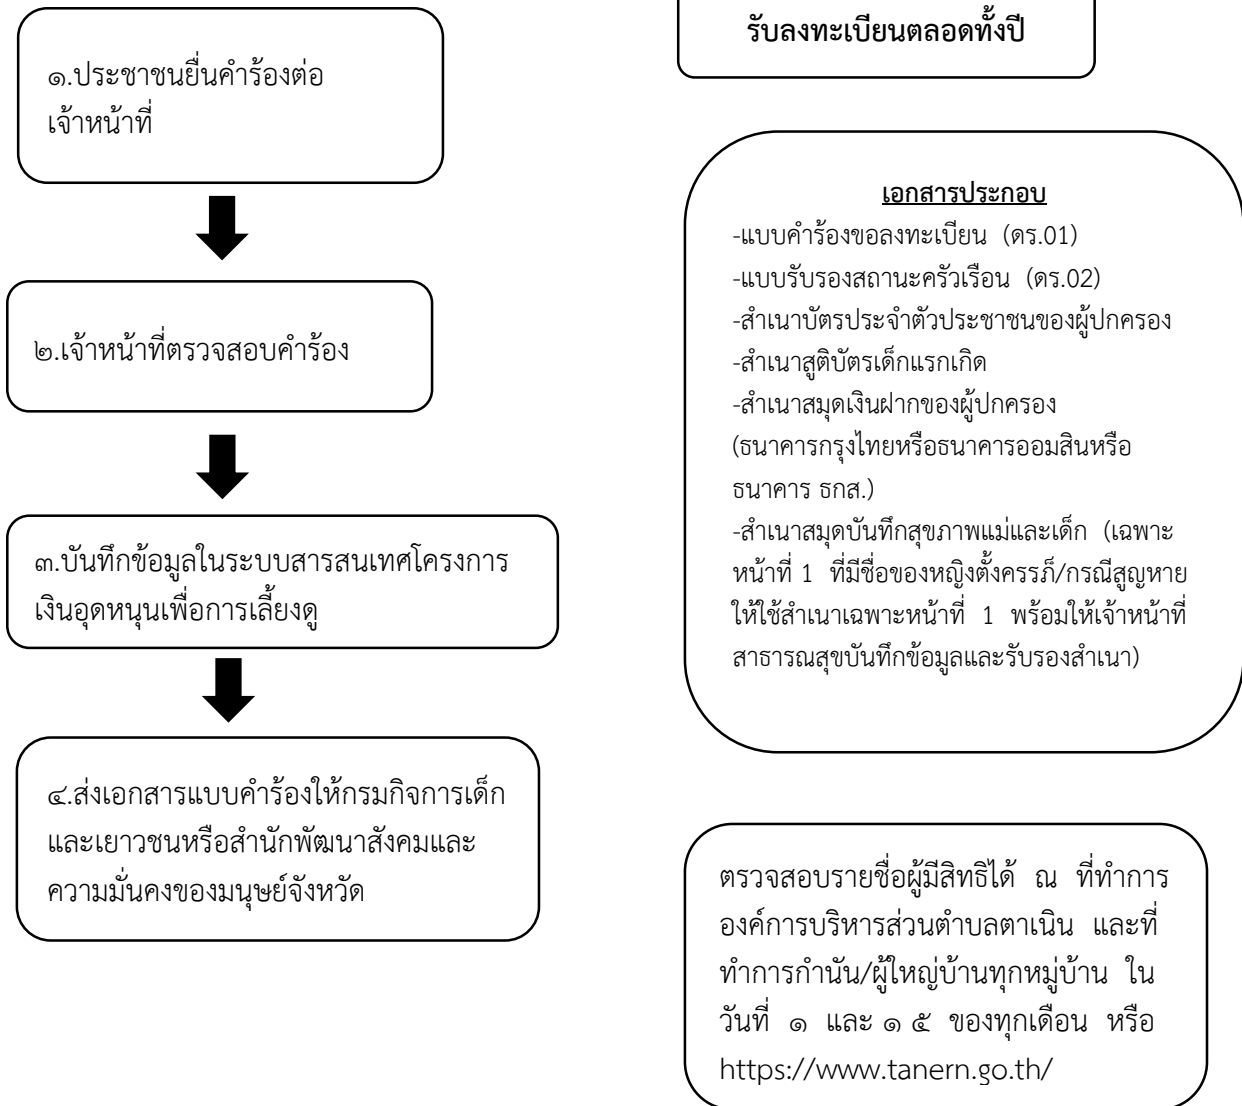 ๑.ประชาชนยื่นคำร้องต่อ
เจ้าหน้าที่
๒.เจ้าหน้าที่ตรวจสอบคำร้อง
๓.บันทึกข้อมูลในระบบสารสนเทศโครงการ
เงินอุดหนุนเพื่อการเลี้ยงดู
๔.ส่งเอกสารแบบคำร้องให้กรมกิจการเด็ก
และเยาวชนหรือสำนักพัฒนาสังคมและ
ความมั่นคงของมนุษย์จังหวัด
รับลงทะเบียนตลอดทั้งปี
เอกสารประกอบ
-แบบคำร้องขอลงทะเบียน (ดร.01)
-แบบรับรองสถานะครัวเรือน (ดร.02)
-สำเนาบัตรประจำตัวประชาชนของผู้ปกครอง
-สำเนาสูติบัตรเด็กแรกเกิด
-สำเนาสมุดเงินฝากของผู้ปกครอง
(ธนาคารกรุงไทยหรือธนาคารออมสินหรือ
ธนาคาร ธกส.)
-สำเนาสมุดบันทึกสุขภาพแม่และเด็ก (เฉพาะ
หน้าที่ 1 ที่มีชื่อของหญิงตั้งครรภ์/กรณีสูญหาย
ให้ใช้สำเนาเฉพาะหน้าที่ 1 พร้อมให้เจ้าหน้าที่
สาธารณสุขบันทึกข้อมูลและรับรองสำเนา)
ตรวจสอบรายชื่อผู้มีสิทธิได้ ณ ที่ทำการ
องค์การบริหารส่วนตำบลตาเนิน และที่
ทำการกำนัน/ผู้ใหญ่บ้านทุกหมู่บ้าน ใน
วันที่ ๑ และ ๑ ๕ ของทุกเดือน หรือ
https://www.tanern.go.th/